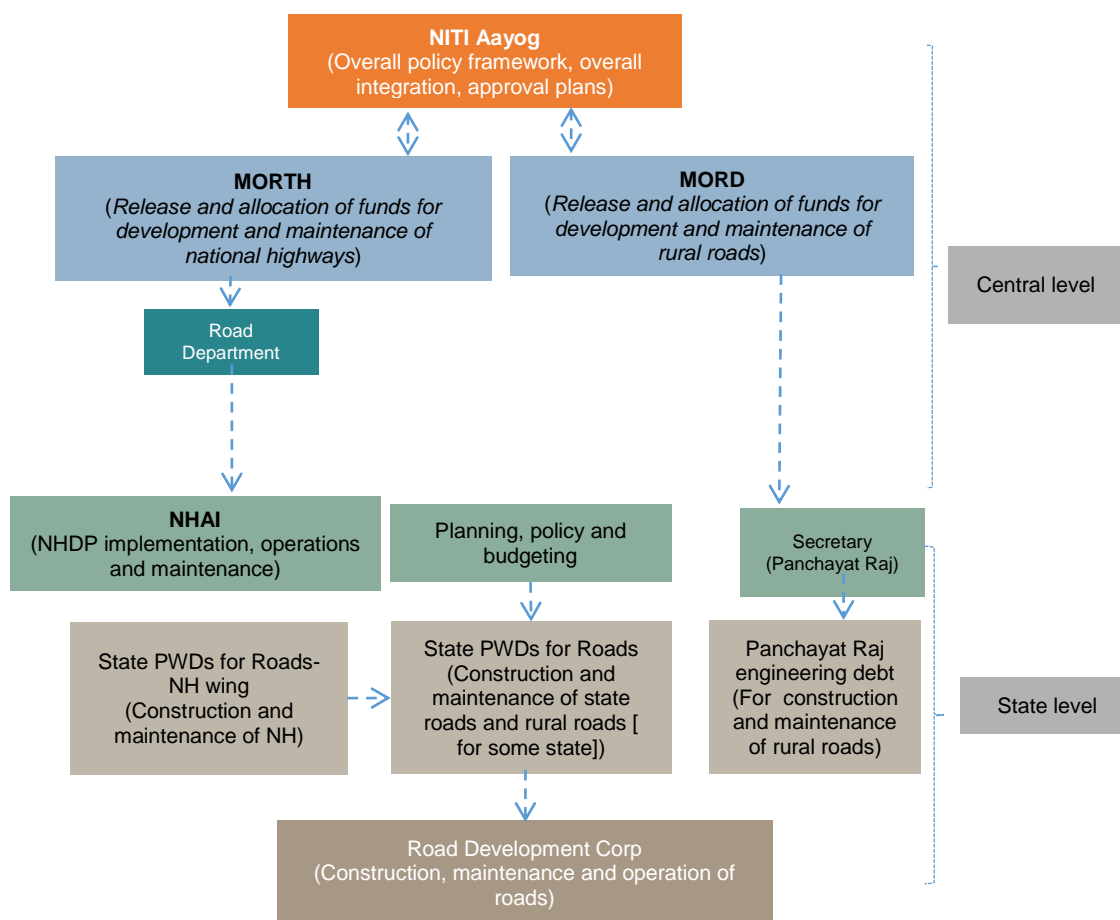 NITI Aayog
(Overall policy framework, overall
integration, approval plans)
MORTH
(Release and allocation of funds for
development and maintenance of
national highways)
MORD
(Release and allocation of funds for
development and maintenance of
rural roads)
Central level
Road
Department
NHAI
(NHDP implementation, operations
and maintenance)
Planning, policy and
budgeting
Secretary
(Panchayat Raj)
State PWDs for Roads-
NH wing
(Construction and
maintenance of NH)
State PWDs for Roads
(Construction and
maintenance of state
roads and rural roads [
for some state])
Panchayat Raj
engineering debt
(For construction
and maintenance
of rural roads)
State level
Road Development Corp
(Construction, maintenance and operation of
roads)